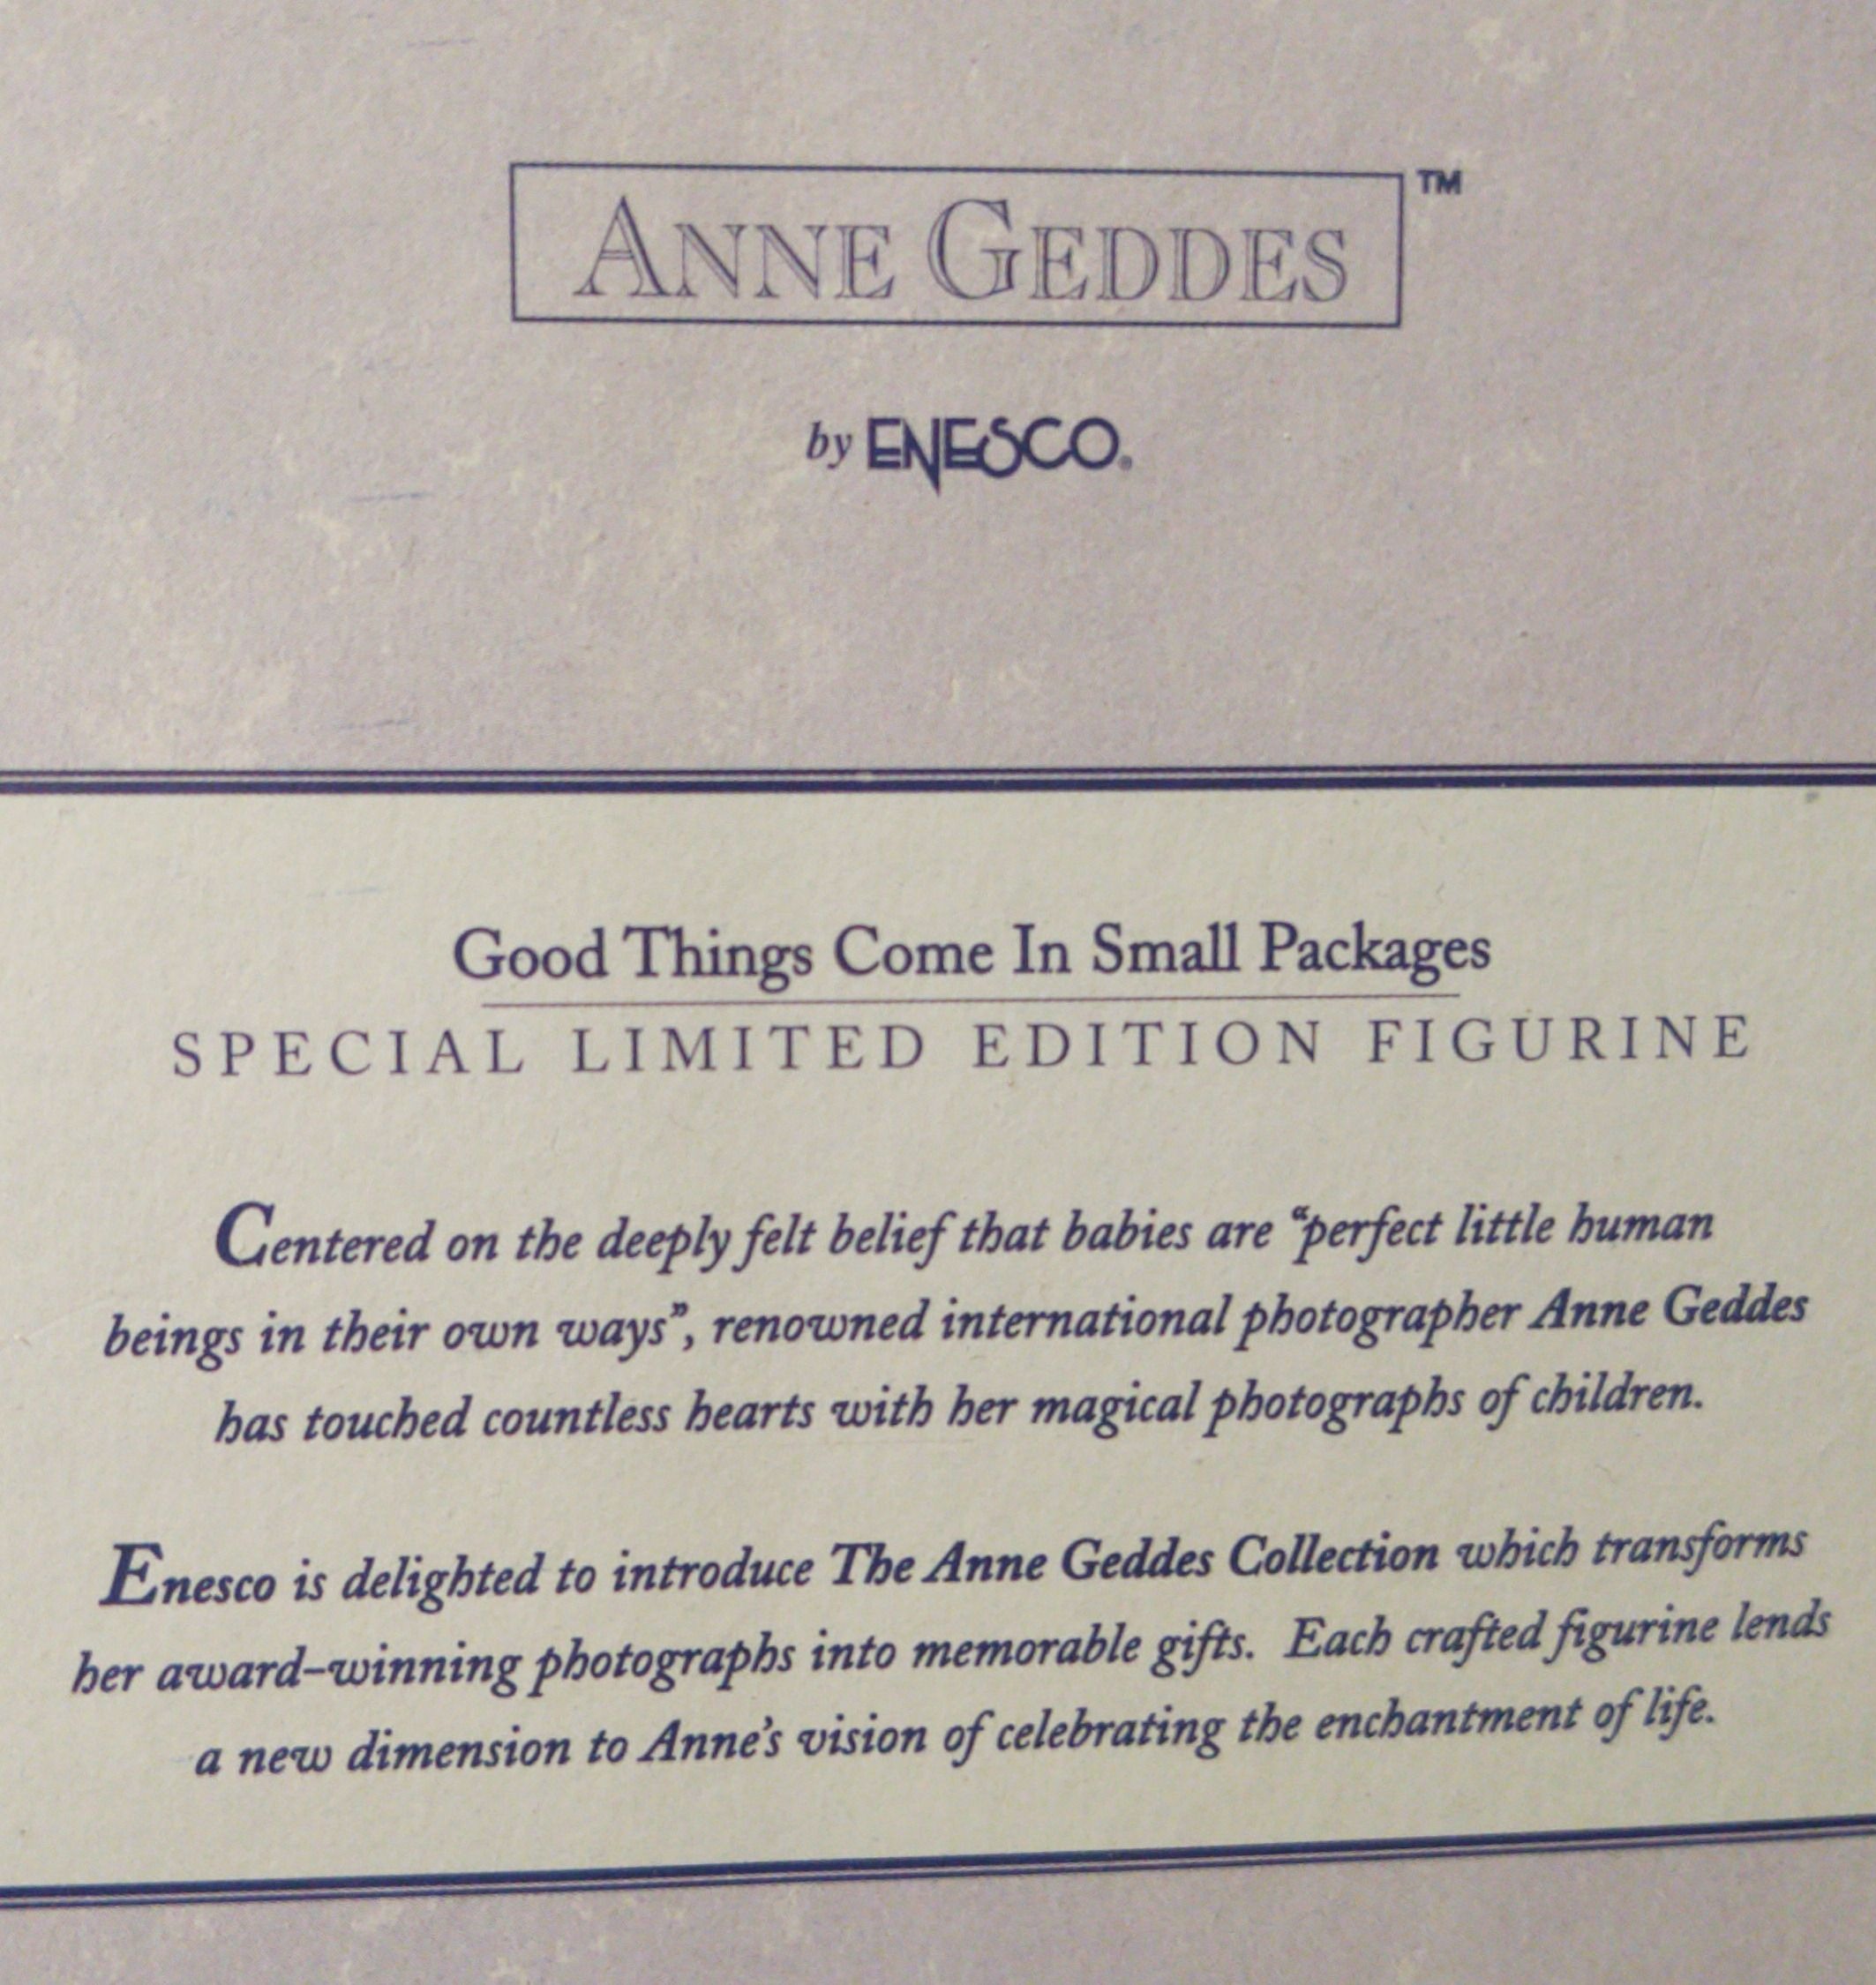 ANNE GEDDES™
by ENESCO®
Good Things Come In Small Packages
SPECIAL LIMITED EDITION FIGURINE
Centered on the deeply felt belief that babies are “perfect little human
beings in their own ways”, renowned international photographer Anne Geddes
has touched countless hearts with her magical photographs of children.
Enesco is delighted to introduce The Anne Geddes Collection which transforms
her award-winning photographs into memorable gifts. Each crafted figurine lends
a new dimension to Anne’s vision of celebrating the enchantment of life.